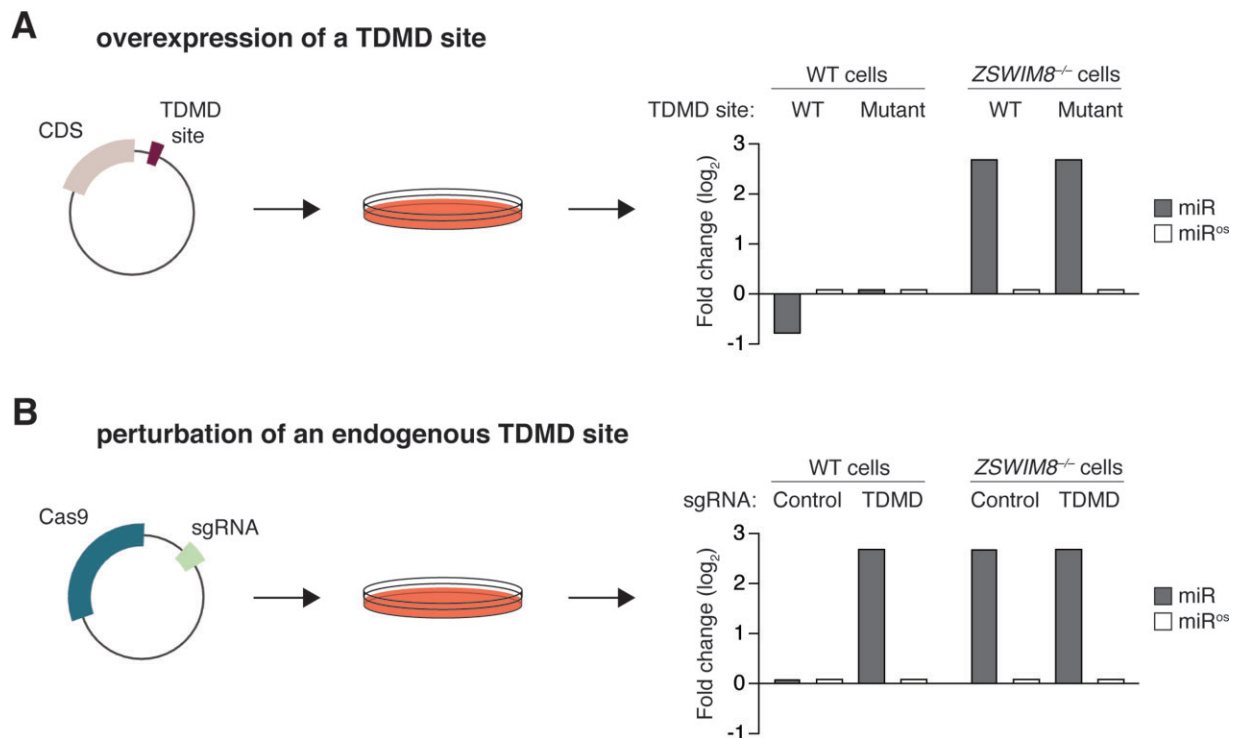 A
overexpression of a TDMD site
CDS
TDMD
site
WT cells
ZSWIM8–/– cells
TDMD site:
WT
Mutant
WT
Mutant
Fold change (log2)
3
2
1
0
-1
miR
miRos
B
perturbation of an endogenous TDMD site
Cas9
sgRNA
WT cells
ZSWIM8–/– cells
sgRNA:
Control
TDMD
Control
TDMD
Fold change (log2)
3
2
1
0
-1
miR
miRos